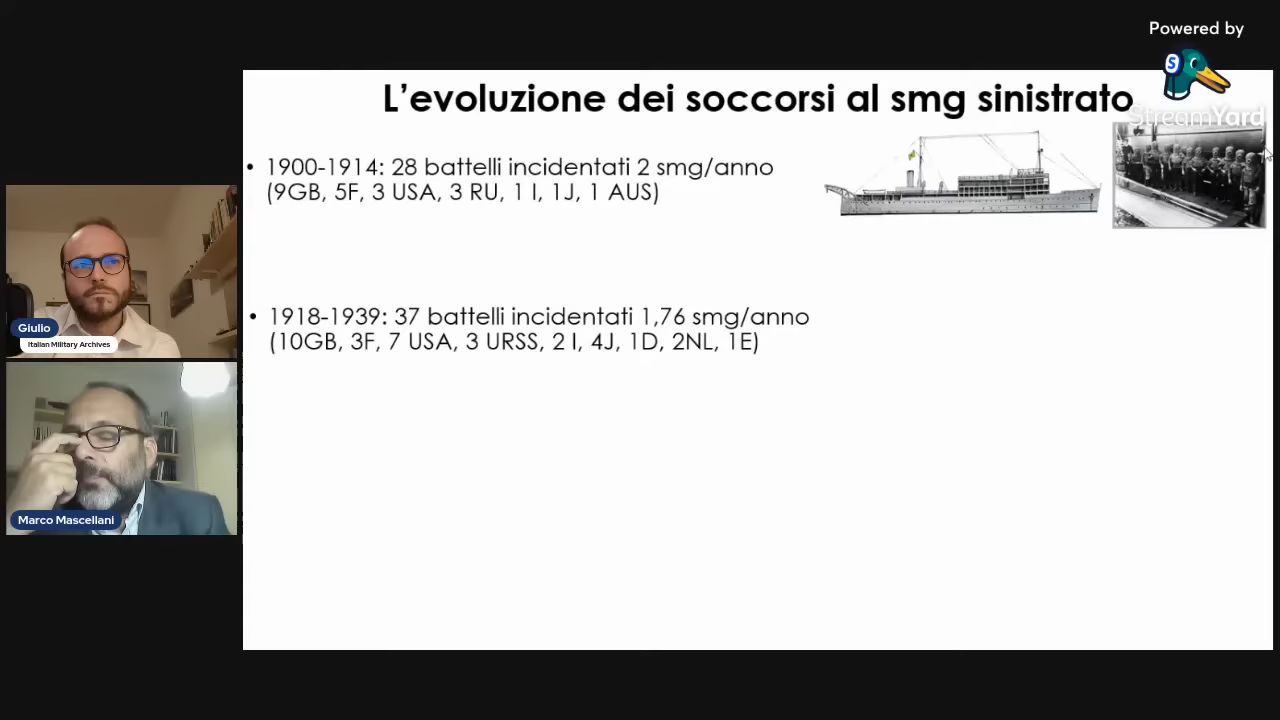 Powered by
StreamYard
L’evoluzione dei soccorsi al smg sinistrato
• 1900-1914: 28 battelli incidentati 2 smg/anno
(9GB, 5F, 3 USA, 3 RU, 1 I, 1J, 1 AUS)
• 1918-1939: 37 battelli incidentati 1,76 smg/anno
(10GB, 3F, 7 USA, 3 URSS, 2 I, 4J, 1D, 2NL, 1E)
Giulio
Italian Military Archives
Marco Mascellani